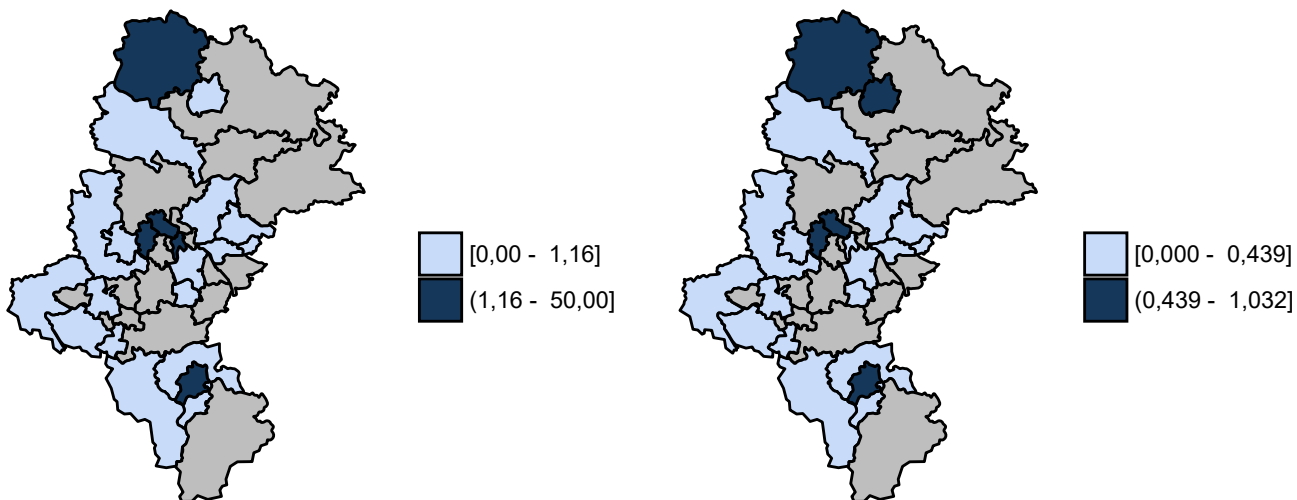 [0,00 -  1,16]
(1,16 -  50,00]
[0,000 -  0,439]
(0,439 -  1,032]